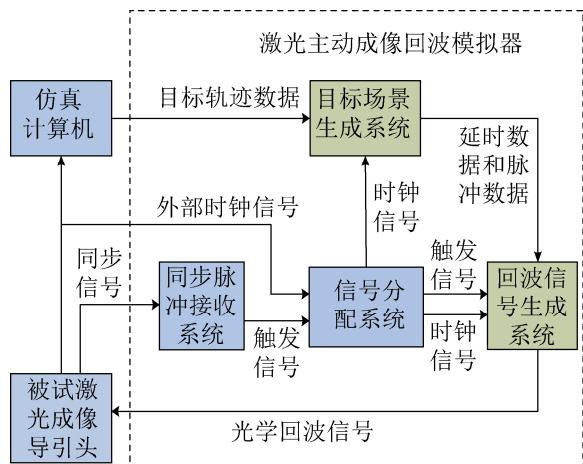 激光主动成像回波模拟器
仿真
计算机
目标轨迹数据
目标场景
生成系统
延时数
据和脉
冲数据
时钟
信号
外部时钟信号
同步
信号
同步脉
冲接收
系统
触发
信号
信号分
配系统
触发
信号
时钟
信号
回波信
号生成
系统
被试激
光成像
导引头
光学回波信号